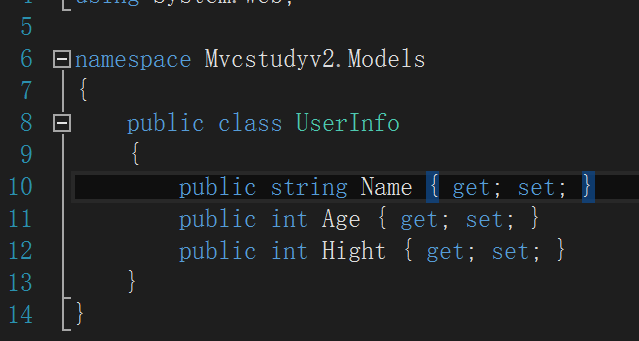 using System.Web;
5
6 namespace Mvcstudyv2.Models
7 {
8 public class UserInfo
9 {
10 public string Name { get; set; }
11 public int Age { get; set; }
12 public int Hight { get; set; }
13 }
14 }